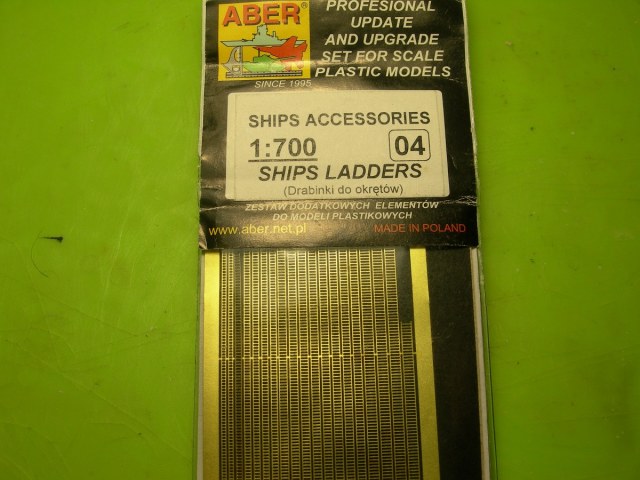 ABER®
SINCE 1995
PROFESIONAL
UPDATE
AND UPGRADE
SET FOR SCALE
PLASTIC MODELS
SHIPS ACCESSORIES
1:700 04
SHIPS LADDERS
(Drabinki do okrętów)
ZESTAW DODATKOWYCH ELEMENTÓW
DO MODELI PLASTIKOWYCH
www.aber.net.pl MADE IN POLAND